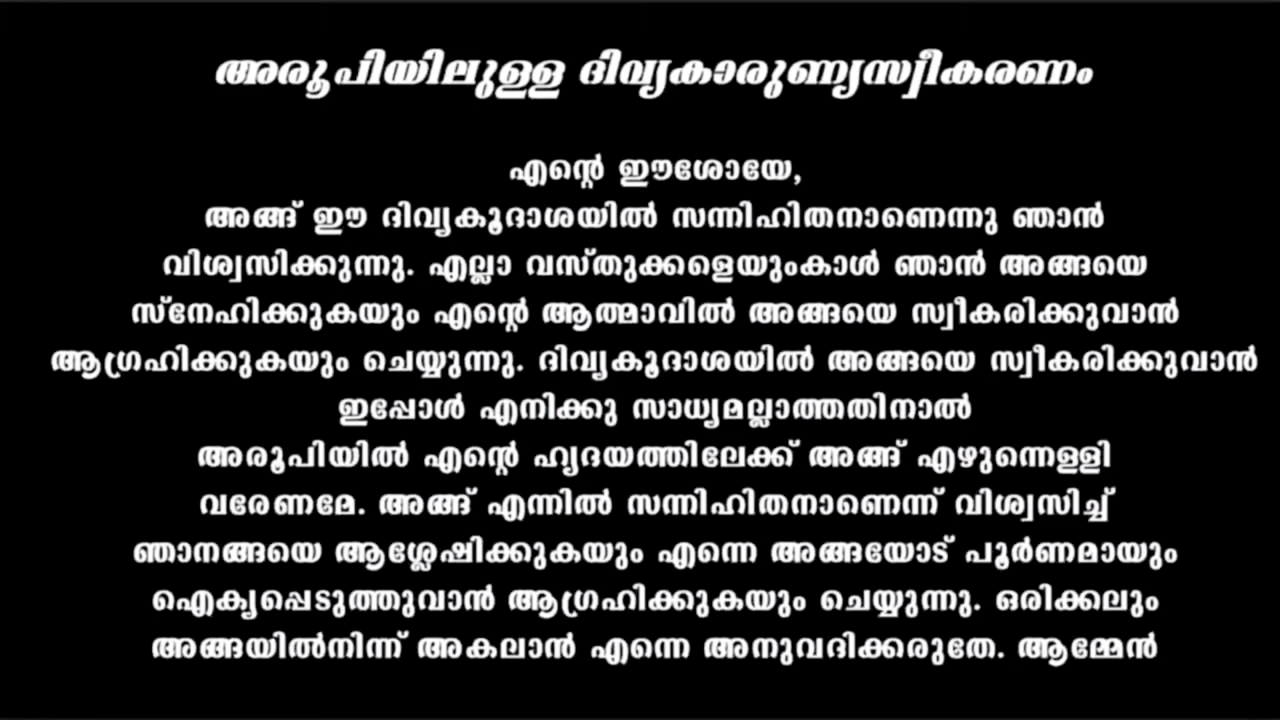 അരൂപിയിലുള്ള ദിവ്യകാരുണ്യസ്വീകരണം
എന്റെ ഈശോയേ,
അങ്ങ് ഈ ദിവ്യകൂദാശയിൽ സന്നിഹിതനാണെന്നു ഞാൻ
വിശ്വസിക്കുന്നു. എല്ലാ വസ്തുക്കളെയുംകാൾ ഞാൻ അങ്ങയെ
സ്നേഹിക്കുകയും എന്റെ ആത്മാവിൽ അങ്ങയെ സ്വീകരിക്കുവാൻ
ആഗ്രഹിക്കുകയും ചെയ്യുന്നു. ദിവ്യകൂദാശയിൽ അങ്ങയെ സ്വീകരിക്കുവാൻ
ഇപ്പോൾ എനിക്കു സാധ്യമല്ലാത്തതിനാൽ
അരൂപിയിൽ എന്റെ ഹൃദയത്തിലേക്ക് അങ്ങ് എഴുന്നെള്ളി
വരേണമേ. അങ്ങ് എന്നിൽ സന്നിഹിതനാണെന്ന് വിശ്വസിച്ച്
ഞാനങ്ങയെ ആശ്ലേഷിക്കുകയും എന്നെ അങ്ങയോട് പൂർണമായും
ഐക്യപ്പെടുത്തുവാൻ ആഗ്രഹിക്കുകയും ചെയ്യുന്നു. ഒരിക്കലും
അങ്ങയിൽനിന്ന് അകലാൻ എന്നെ അനുവദിക്കരുതേ. ആമ്മേൻ